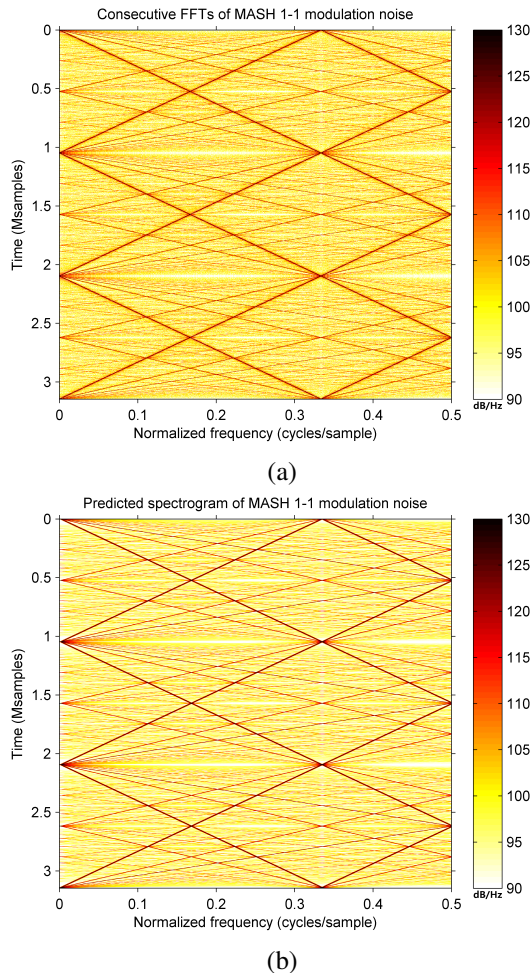 Consecutive FFTs of MASH 1-1 modulation noise
0
0.5
1
1.5
2
2.5
3
Time (Msamples)
0 0.1 0.2 0.3 0.4 0.5
Normalized frequency (cycles/sample)
130
125
120
115
110
105
100
95
90
dB/Hz
(a)
Predicted spectrogram of MASH 1-1 modulation noise
0
0.5
1
1.5
2
2.5
3
Time (Msamples)
0 0.1 0.2 0.3 0.4 0.5
Normalized frequency (cycles/sample)
130
125
120
115
110
105
100
95
90
dB/Hz
(b)